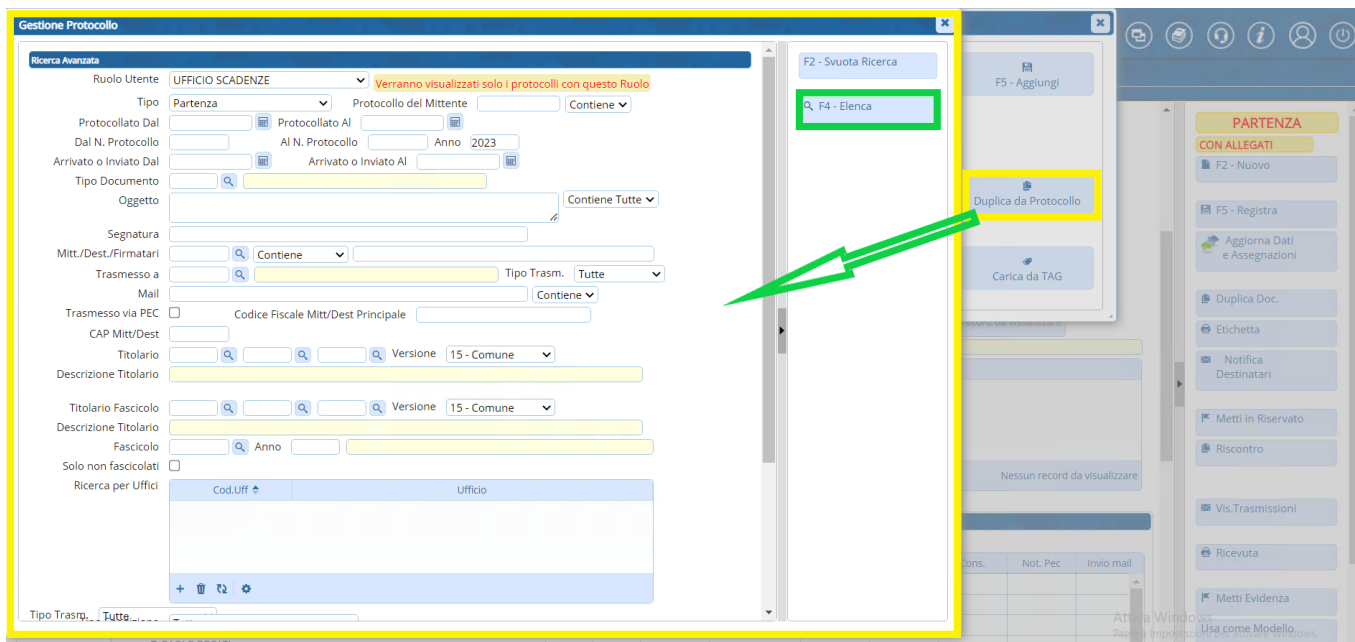 Gestione Protocollo
Ricerca Avanzata
Ruolo Utente UFFICIO SCADENZE Verranno visualizzati solo i protocolli con questo Ruolo
Tipo Partenza Protocollo del Mittente Contiene
Protocollato Dal Protocollato Al
Dal N. Protocollo Al N. Protocollo Anno 2023
Arrivato o Inviato Dal Arrivato o Inviato Al
Tipo Documento
Oggetto Contiene Tutte
Segnatura
Mitt./Dest./Firmatari Contiene
Trasmesso a Tipo Trasm. Tutte
Mail Contiene
Trasmesso via PEC Codice Fiscale Mitt/Dest Principale
CAP Mitt/Dest
Titolario Versione 15 - Comune
Descrizione Titolario
Titolario Fascicolo Versione 15 - Comune
Descrizione Titolario
Fascicolo Anno
Solo non fascicolati
Ricerca per Uffici
Cod.Uff Ufficio
Tipo Trasm. Tutte
F2 - Svuota Ricerca
F4 - Elenca
F5 - Aggiungi
Duplica da Protocollo
Carica da TAG
record da visualizzare
Nessun record da visualizzare
Cons. Not. Pec Invio mail
PARTENZA
CON ALLEGATI
F2 - Nuovo
F5 - Registra
Aggiorna Dati
e Assegnazioni
Duplica Doc.
Etichetta
Notifica
Destinatari
Metti in Riservato
Riscontro
Vis.Trasmissioni
Ricevuta
Metti Evidenza
Attiva Windows
Usa come Modello